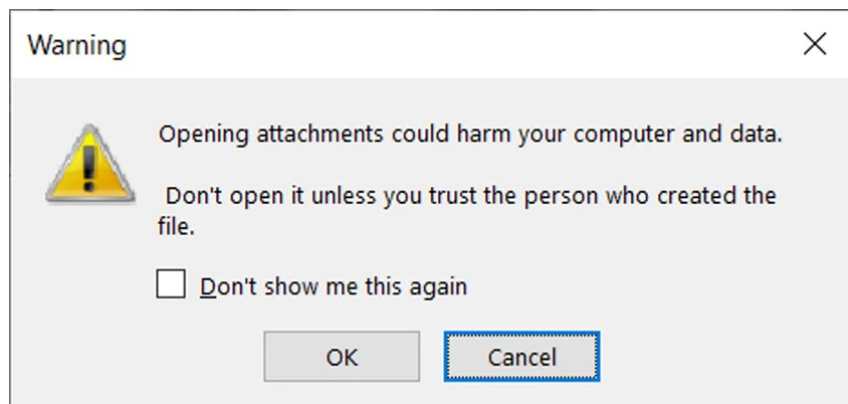 Warning
Opening attachments could harm your computer and data.
Don't open it unless you trust the person who created the
file.
Don't show me this again
OK
Cancel